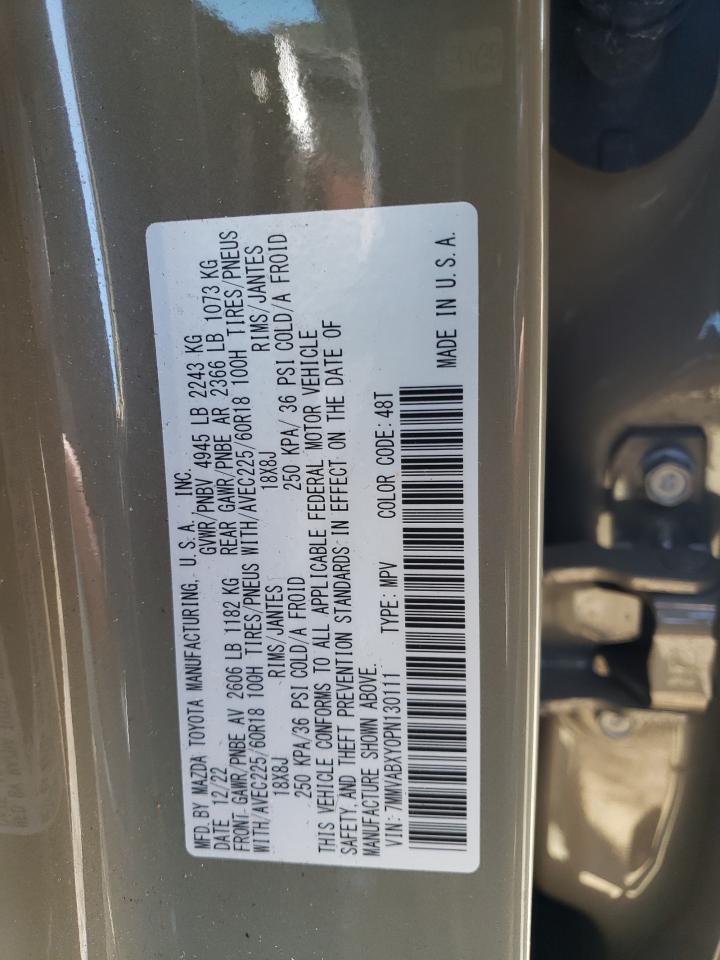 MFD. BY MAZDA TOYOTA MANUFACTURING, U.S.A., INC.
DATE 12/22 GVWR/PNBV 4945 LB 2243 KG
FRONT GAWR/PNBE AV 2606 LB 1182 KG REAR GAWR/PNBE AR 2366 LB 1073 KG
WITH/AVEC225/60R18 100H TIRES/PNEUS WITH/AVEC225/60R18 100H TIRES/PNEUS
18X8J RIMS/JANTES 18X8J RIMS/JANTES
250 KPA/36 PSI COLD/A FROID 250 KPA/36 PSI COLD/A FROID
THIS VEHICLE CONFORMS TO ALL APPLICABLE FEDERAL MOTOR VEHICLE
SAFETY, AND THEFT PREVENTION STANDARDS IN EFFECT ON THE DATE OF
MANUFACTURE SHOWN ABOVE.
VIN: 7MMVABXY0PN130111 TYPE: MPV COLOR CODE: 48T
MADE IN U.S.A.